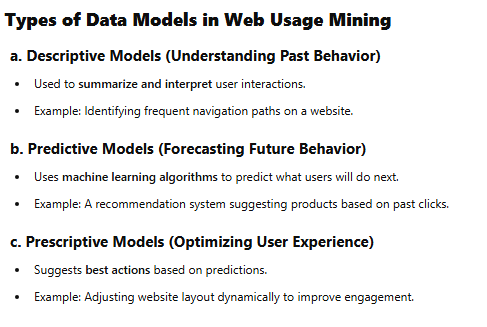 Types of Data Models in Web Usage Mining
a. Descriptive Models (Understanding Past Behavior)
• Used to summarize and interpret user interactions.
• Example: Identifying frequent navigation paths on a website.
b. Predictive Models (Forecasting Future Behavior)
• Uses machine learning algorithms to predict what users will do next.
• Example: A recommendation system suggesting products based on past clicks.
c. Prescriptive Models (Optimizing User Experience)
• Suggests best actions based on predictions.
• Example: Adjusting website layout dynamically to improve engagement.